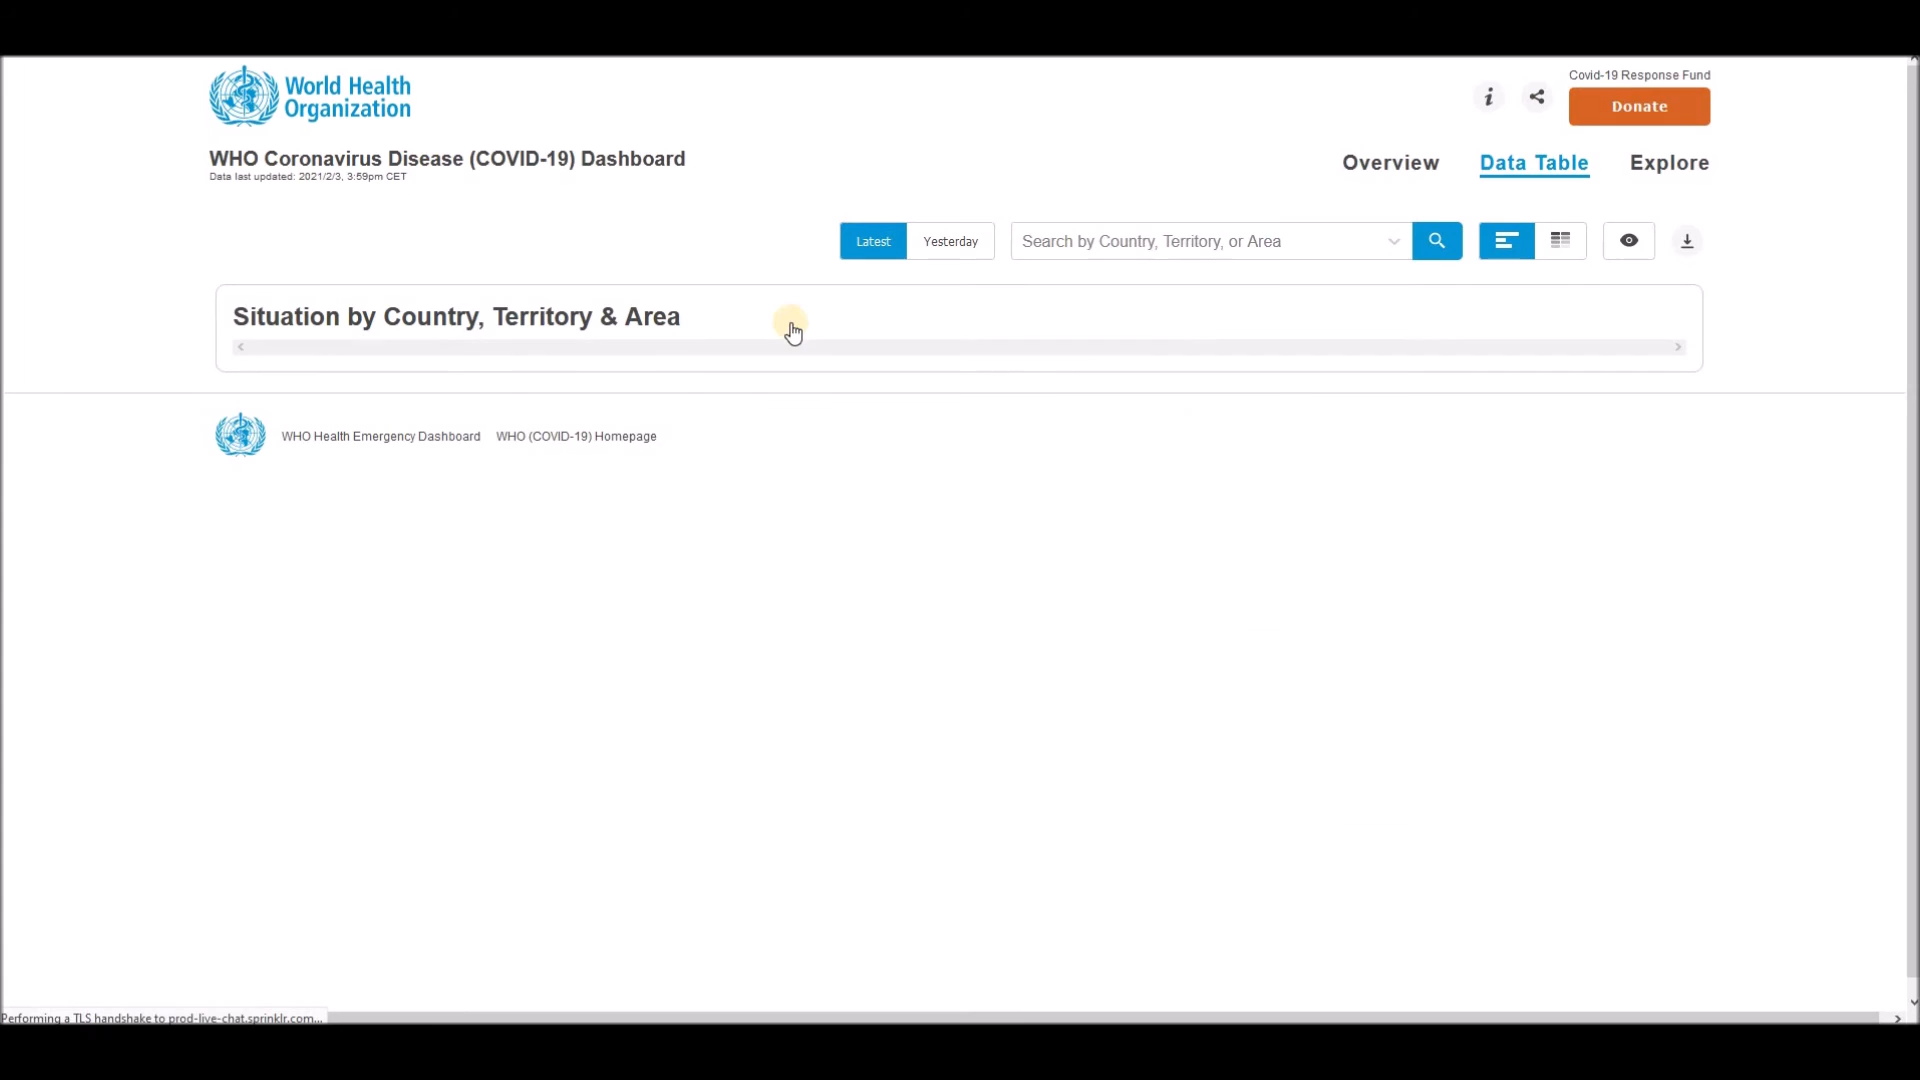 World Health
Organization
Covid-19 Response Fund
Donate
WHO Coronavirus Disease (COVID-19) Dashboard
Data last updated: 2021/2/3, 3:59pm CET
Overview
Data Table
Explore
Latest
Yesterday
Search by Country, Territory, or Area
Situation by Country, Territory & Area
WHO Health Emergency Dashboard
WHO (COVID-19) Homepage
Performing a TLS handshake to prod-live-chat.sprinklr.com...